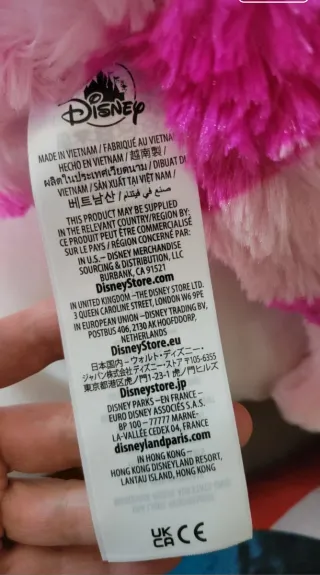 Disney
MADE IN VIETNAM / FABRIQUÉ AU VIETNAM
HECHO EN VIETNAM / 越南製 /
ผลิตในประเทศเวียดนาม / DIBUAT DI
VIETNAM / SẢN XUẤT TẠI VIỆT NAM /
베트남산 / صنع في فيتنام
THIS PRODUCT MAY BE SUPPLIED
IN THE RELEVANT COUNTRY/REGION BY:
CE PRODUIT PEUT ÊTRE COMMERCIALISÉ
SUR LE PAYS / RÉGION CONCERNÉ PAR:
IN U.S.– DISNEY MERCHANDISE
SOURCING & DISTRIBUTION, LLC
BURBANK, CA 91521
DisneyStore.com
IN UNITED KINGDOM –THE DISNEY STORE LTD.
3 QUEEN CAROLINE STREET, LONDON W6 9PE
IN EUROPEAN UNION –DISNEY TRADING BV,
POSTBUS 406, 2130 AK HOOFDDORP,
NETHERLANDS
DisneyStore.eu
日本国内 – ウォルト・ディズニー・
ジャパン株式会社 ディズニー・ストア 〒105-6355
東京都港区虎ノ門1-23-1 虎ノ門ヒルズ
DisneyStore.jp
DISNEY PARKS –EN FRANCE –
EURO DISNEY ASSOCIÉS S.A.S.
BP 100 – 77777 MARNE-
LA-VALLÉE CEDEX 04, FRANCE
disneylandparis.com
IN HONG KONG –
HONG KONG DISNEYLAND RESORT,
LANTAU ISLAND, HONG KONG
UK
CA CE